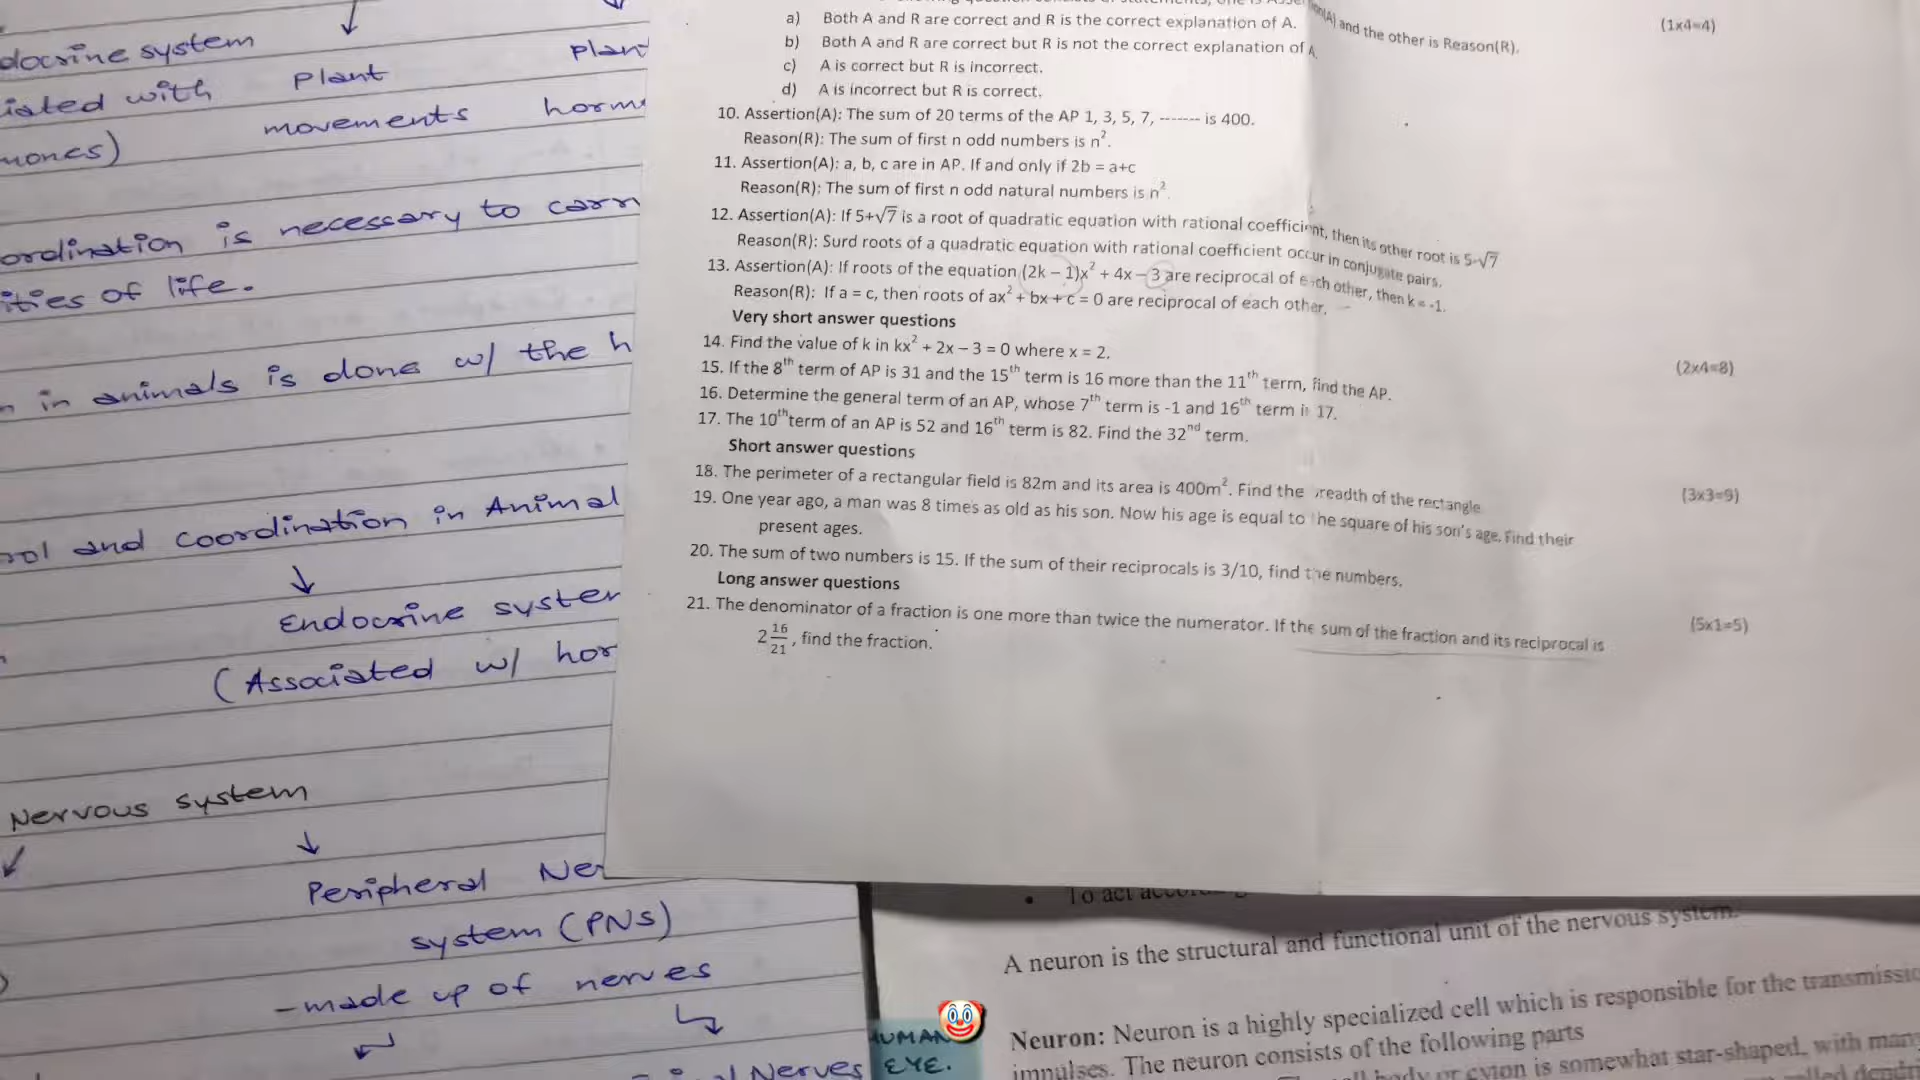 docrine system
plant
iated with
movements
mones)
ordination is necessary to
ities of life.
in animals is done w/ the
and coordination in Animal
Endocrine
(Associated w/
Nervous system
Peripheral
system (PNS)
- made up of nerves
Nerves
a) Both A and R are correct and R is the correct explanation of A.
(A) and the other is Reason(R).
(1x4=4)
b) Both A and R are correct but R is not the correct explanation of A.
c) A is correct but R is incorrect.
d) A is incorrect but R is correct.
10. Assertion(A): The sum of 20 terms of the AP 1, 3, 5, 7, ------- is 400.
Reason(R): The sum of first n odd numbers is n².
11. Assertion(A): a, b, c are in AP. If and only if 2b = a+c
Reason(R): The sum of first n odd natural numbers is n².
12. Assertion(A): If 5+√7 is a root of quadratic equation with rational coefficient, then its other root is 5-√7
Reason(R): Surd roots of a quadratic equation with rational coefficient occur in conjugate pairs.
13. Assertion(A): If roots of the equation (2k – 1)x² + 4x – 3 are reciprocal of each other, then k = -1.
Reason(R): If a = c, then roots of ax² + bx + c = 0 are reciprocal of each other.
Very short answer questions
(2x4=8)
14. Find the value of k in kx² + 2x – 3 = 0 where x = 2.
15. If the 8th term of AP is 31 and the 15th term is 16 more than the 11th term, find the AP.
16. Determine the general term of an AP, whose 7th term is -1 and 16th term is 17.
17. The 10th term of an AP is 52 and 16th term is 82. Find the 32nd term.
Short answer questions
(3x3=9)
18. The perimeter of a rectangular field is 82m and its area is 400m². Find the breadth of the rectangle
19. One year ago, a man was 8 times as old as his son. Now his age is equal to the square of his son's age. Find their
present ages.
20. The sum of two numbers is 15. If the sum of their reciprocals is 3/10, find the numbers.
Long answer questions
(5x1=5)
21. The denominator of a fraction is one more than twice the numerator. If the sum of the fraction and its reciprocal is
2 16/21, find the fraction.
• To act
A neuron is the structural and functional unit of the nervous system.
Neuron: Neuron is a highly specialized cell which is responsible for the
impulses. The neuron consists of the following parts
or cyton is somewhat star-shaped, with many
HUMAN
EYE.